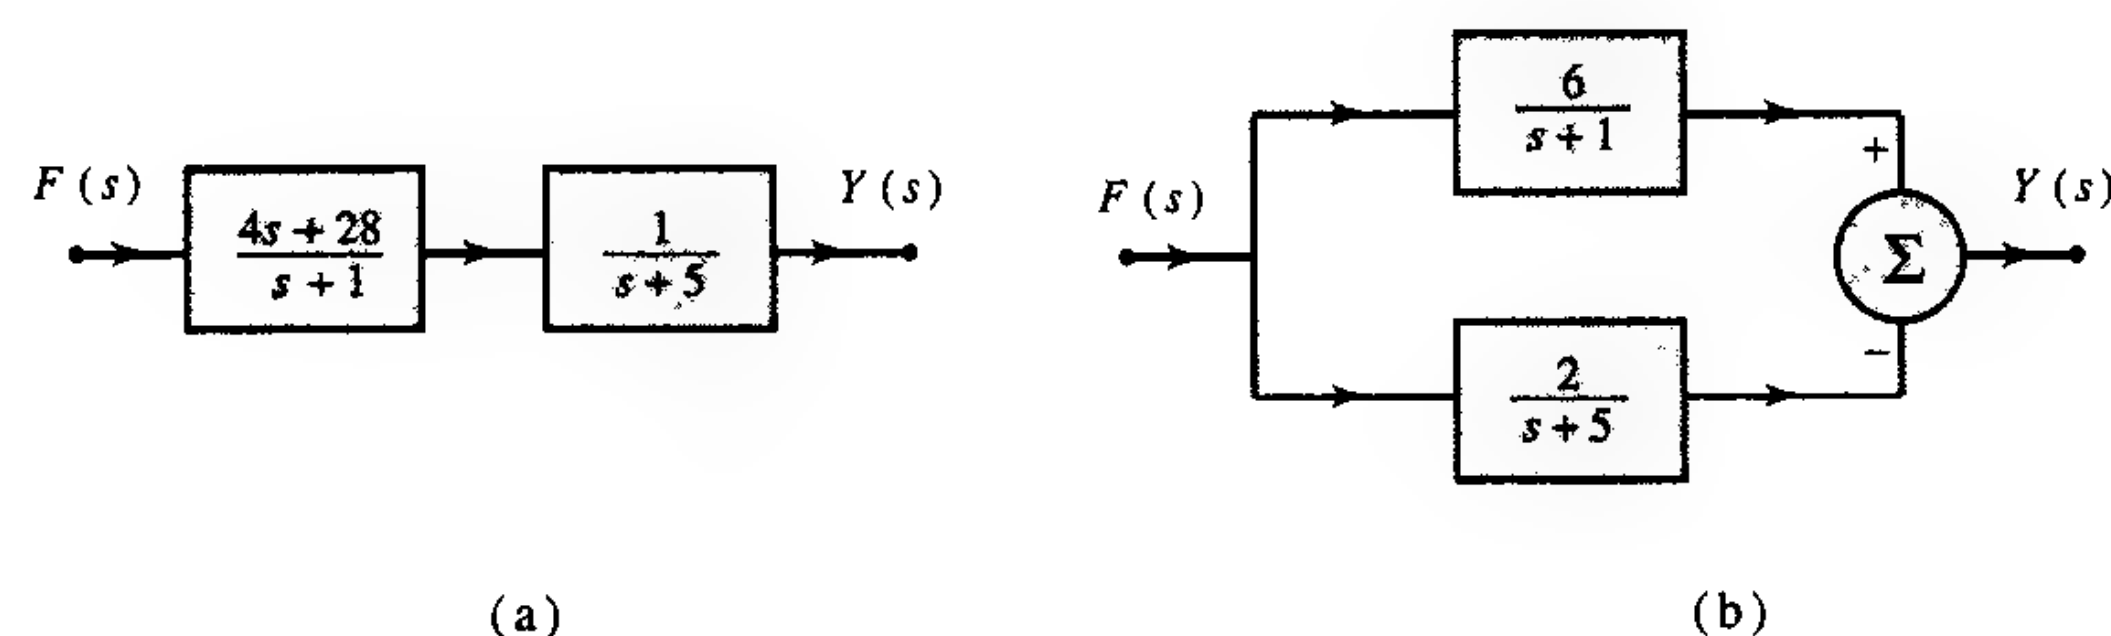 F (s)
4s + 28
s + 1
1
s + 5
Y (s)
(a)
F (s)
6
s + 1
+
Σ
Y (s)
−
2
s + 5
(b)